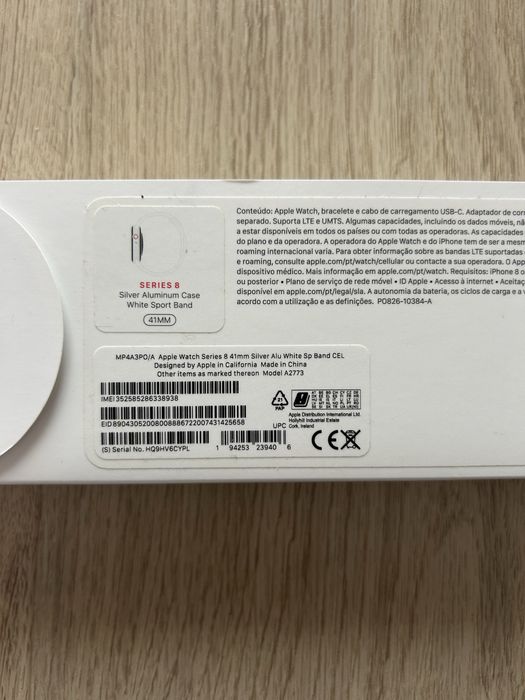 SERIES 8
Silver Aluminum Case
White Sport Band
41MM
Conteúdo: Apple Watch, bracelete e cabo de carregamento USB-C. Adaptador de
separado. Suporta LTE e UMTS. Algumas capacidades, incluindo os dados móveis,
a estar disponíveis em todos os países ou com todas as operadoras. As capacidades
do plano e da operadora. A operadora do Apple Watch e do iPhone tem de ser a
roaming internacional varia. Para obter informação sobre as bandas LTE suportadas
e roaming, consulte apple.com/pt/watch/cellular ou contacte a sua operadora. O
dispositivo médico. Mais informação em apple.com/pt/watch. Requisitos: iPhone 8
ou posterior • Plano de serviço de rede móvel • ID Apple • Acesso à internet •
disponível em apple.com/pt/legal/sla. A autonomia da bateria, os ciclos de carga e a
acordo com a utilização e as definições. PO826-10384-A
MP4A3PO/A Apple Watch Series 8 41mm Silver Alu White Sp Band CEL
Designed by Apple in California Made in China
Other items as marked thereon Model A2773
IMEI 352585286338938
EID 89043052008008886722007431425658
(S) Serial No. HQ9HV6CYPL
UPC
1 94253 23940 6
21
PAP
Apple Distribution International Ltd.
Hollyhill Industrial Estate
Cork, Ireland
CE